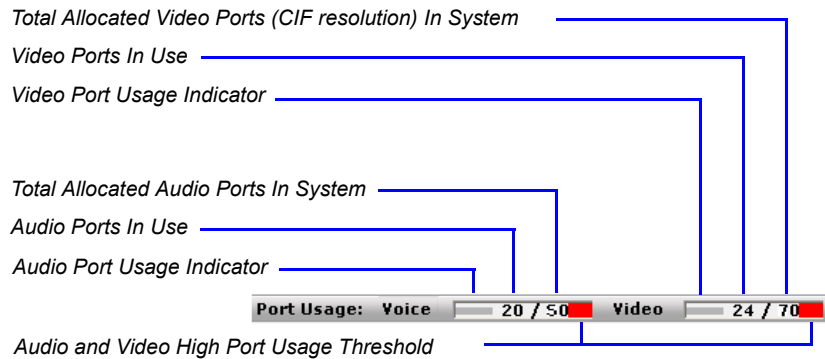 Total Allocated Video Ports (CIF resolution) In System
Video Ports In Use
Video Port Usage Indicator
Total Allocated Audio Ports In System
Audio Ports In Use
Audio Port Usage Indicator
Port Usage: Voice 20 / 50 Video 24 / 70
Audio and Video High Port Usage Threshold